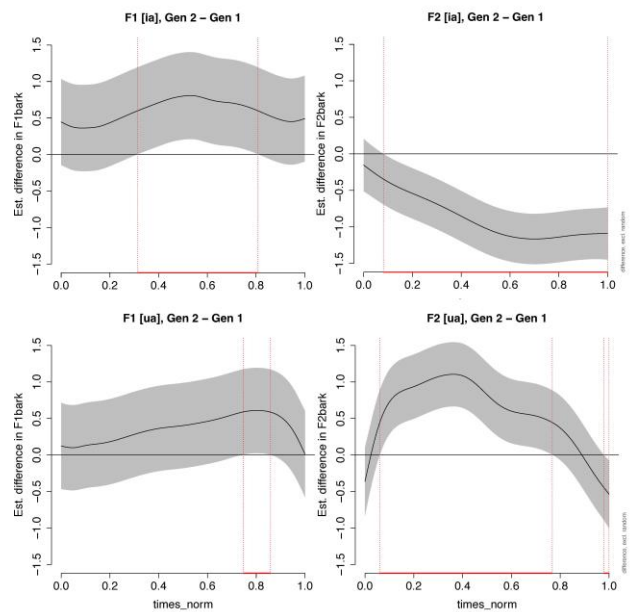 F1 [ia], Gen 2 – Gen 1
Est. difference in F1bark
1.5
1.0
0.5
0.0
-0.5
-1.0
-1.5
0.0 0.2 0.4 0.6 0.8 1.0
F2 [ia], Gen 2 – Gen 1
Est. difference in F2bark
1.5
1.0
0.5
0.0
-0.5
-1.0
-1.5
0.0 0.2 0.4 0.6 0.8 1.0
difference, excl. random
F1 [ua], Gen 2 – Gen 1
Est. difference in F1bark
1.5
1.0
0.5
0.0
-0.5
-1.0
-1.5
0.0 0.2 0.4 0.6 0.8 1.0
times_norm
F2 [ua], Gen 2 – Gen 1
Est. difference in F2bark
1.5
1.0
0.5
0.0
-0.5
-1.0
-1.5
0.0 0.2 0.4 0.6 0.8 1.0
times_norm
difference, excl. random